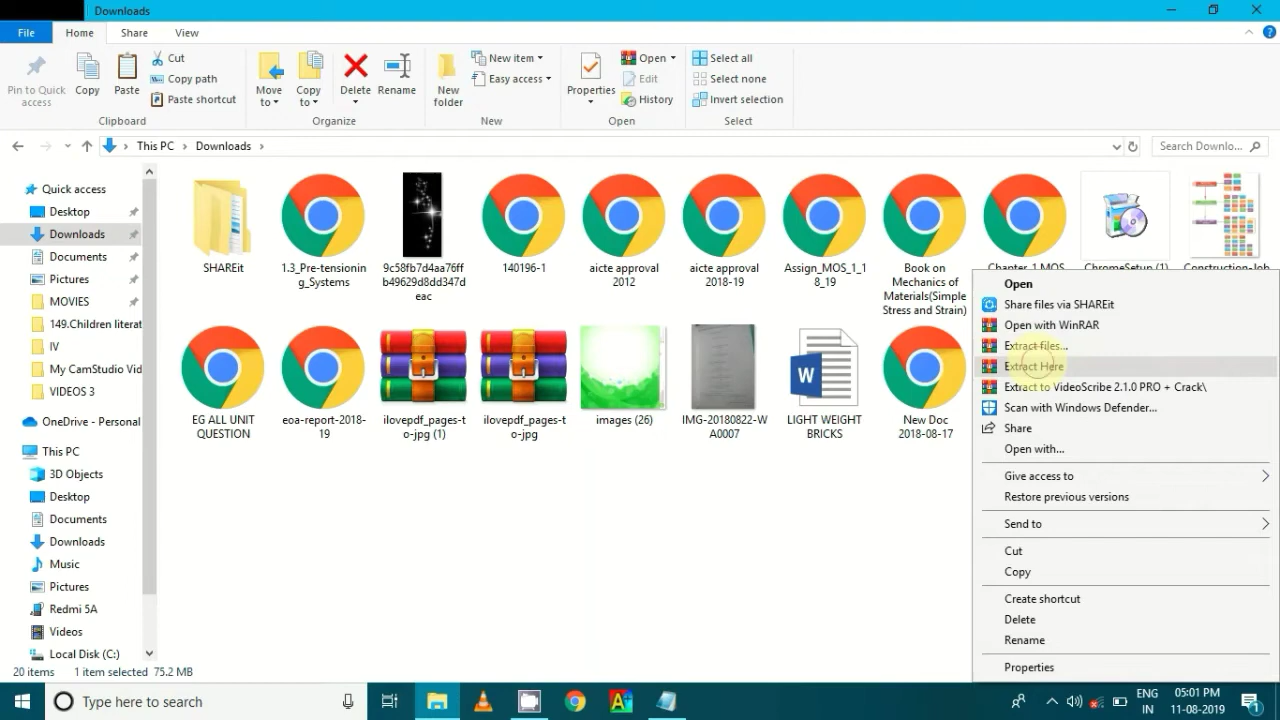 Downloads
File
Home
Share
View
Pin to Quick
access
Copy
Paste
Cut
Copy path
Paste shortcut
Clipboard
Move
to
Copy
to
Delete
Rename
Organize
New
folder
New item
Easy access
New
Properties
Open
Edit
History
Open
Select all
Select none
Invert selection
Select
This PC
Downloads
Search Downlo...
Quick access
Desktop
Downloads
Documents
Pictures
MOVIES
149.Children literat
IV
My CamStudio Vid
VIDEOS 3
OneDrive - Personal
This PC
3D Objects
Desktop
Documents
Downloads
Music
Pictures
Redmi 5A
Videos
Local Disk (C:)
SHAREit
1.3_Pre-tensionin
g_Systems
9c58fb7d4aa76ff
b49629d8dd347d
eac
140196-1
aicte approval
2012
aicte approval
2018-19
Assign_MOS_1_1
8_19
Book on
Mechanics of
Materials(Simple
Stress and Strain)
Chapter_1 MOS
ChromeSetup (1)
Construction-Job
EG ALL UNIT
QUESTION
eoa-report-2018-
19
ilovepdf_pages-t
o-jpg (1)
ilovepdf_pages-t
o-jpg
images (26)
IMG-20180822-W
A0007
W
LIGHT WEIGHT
BRICKS
New Doc
2018-08-17
Open
Share files via SHAREit
Open with WinRAR
Extract files...
Extract Here
Extract to VideoScribe 2.1.0 PRO + Crack\
Scan with Windows Defender...
Share
Open with...
Give access to
Restore previous versions
Send to
Cut
Copy
Create shortcut
Delete
Rename
Properties
20 items
1 item selected 75.2 MB
Type here to search
ENG
IN
05:01 PM
11-08-2019
1